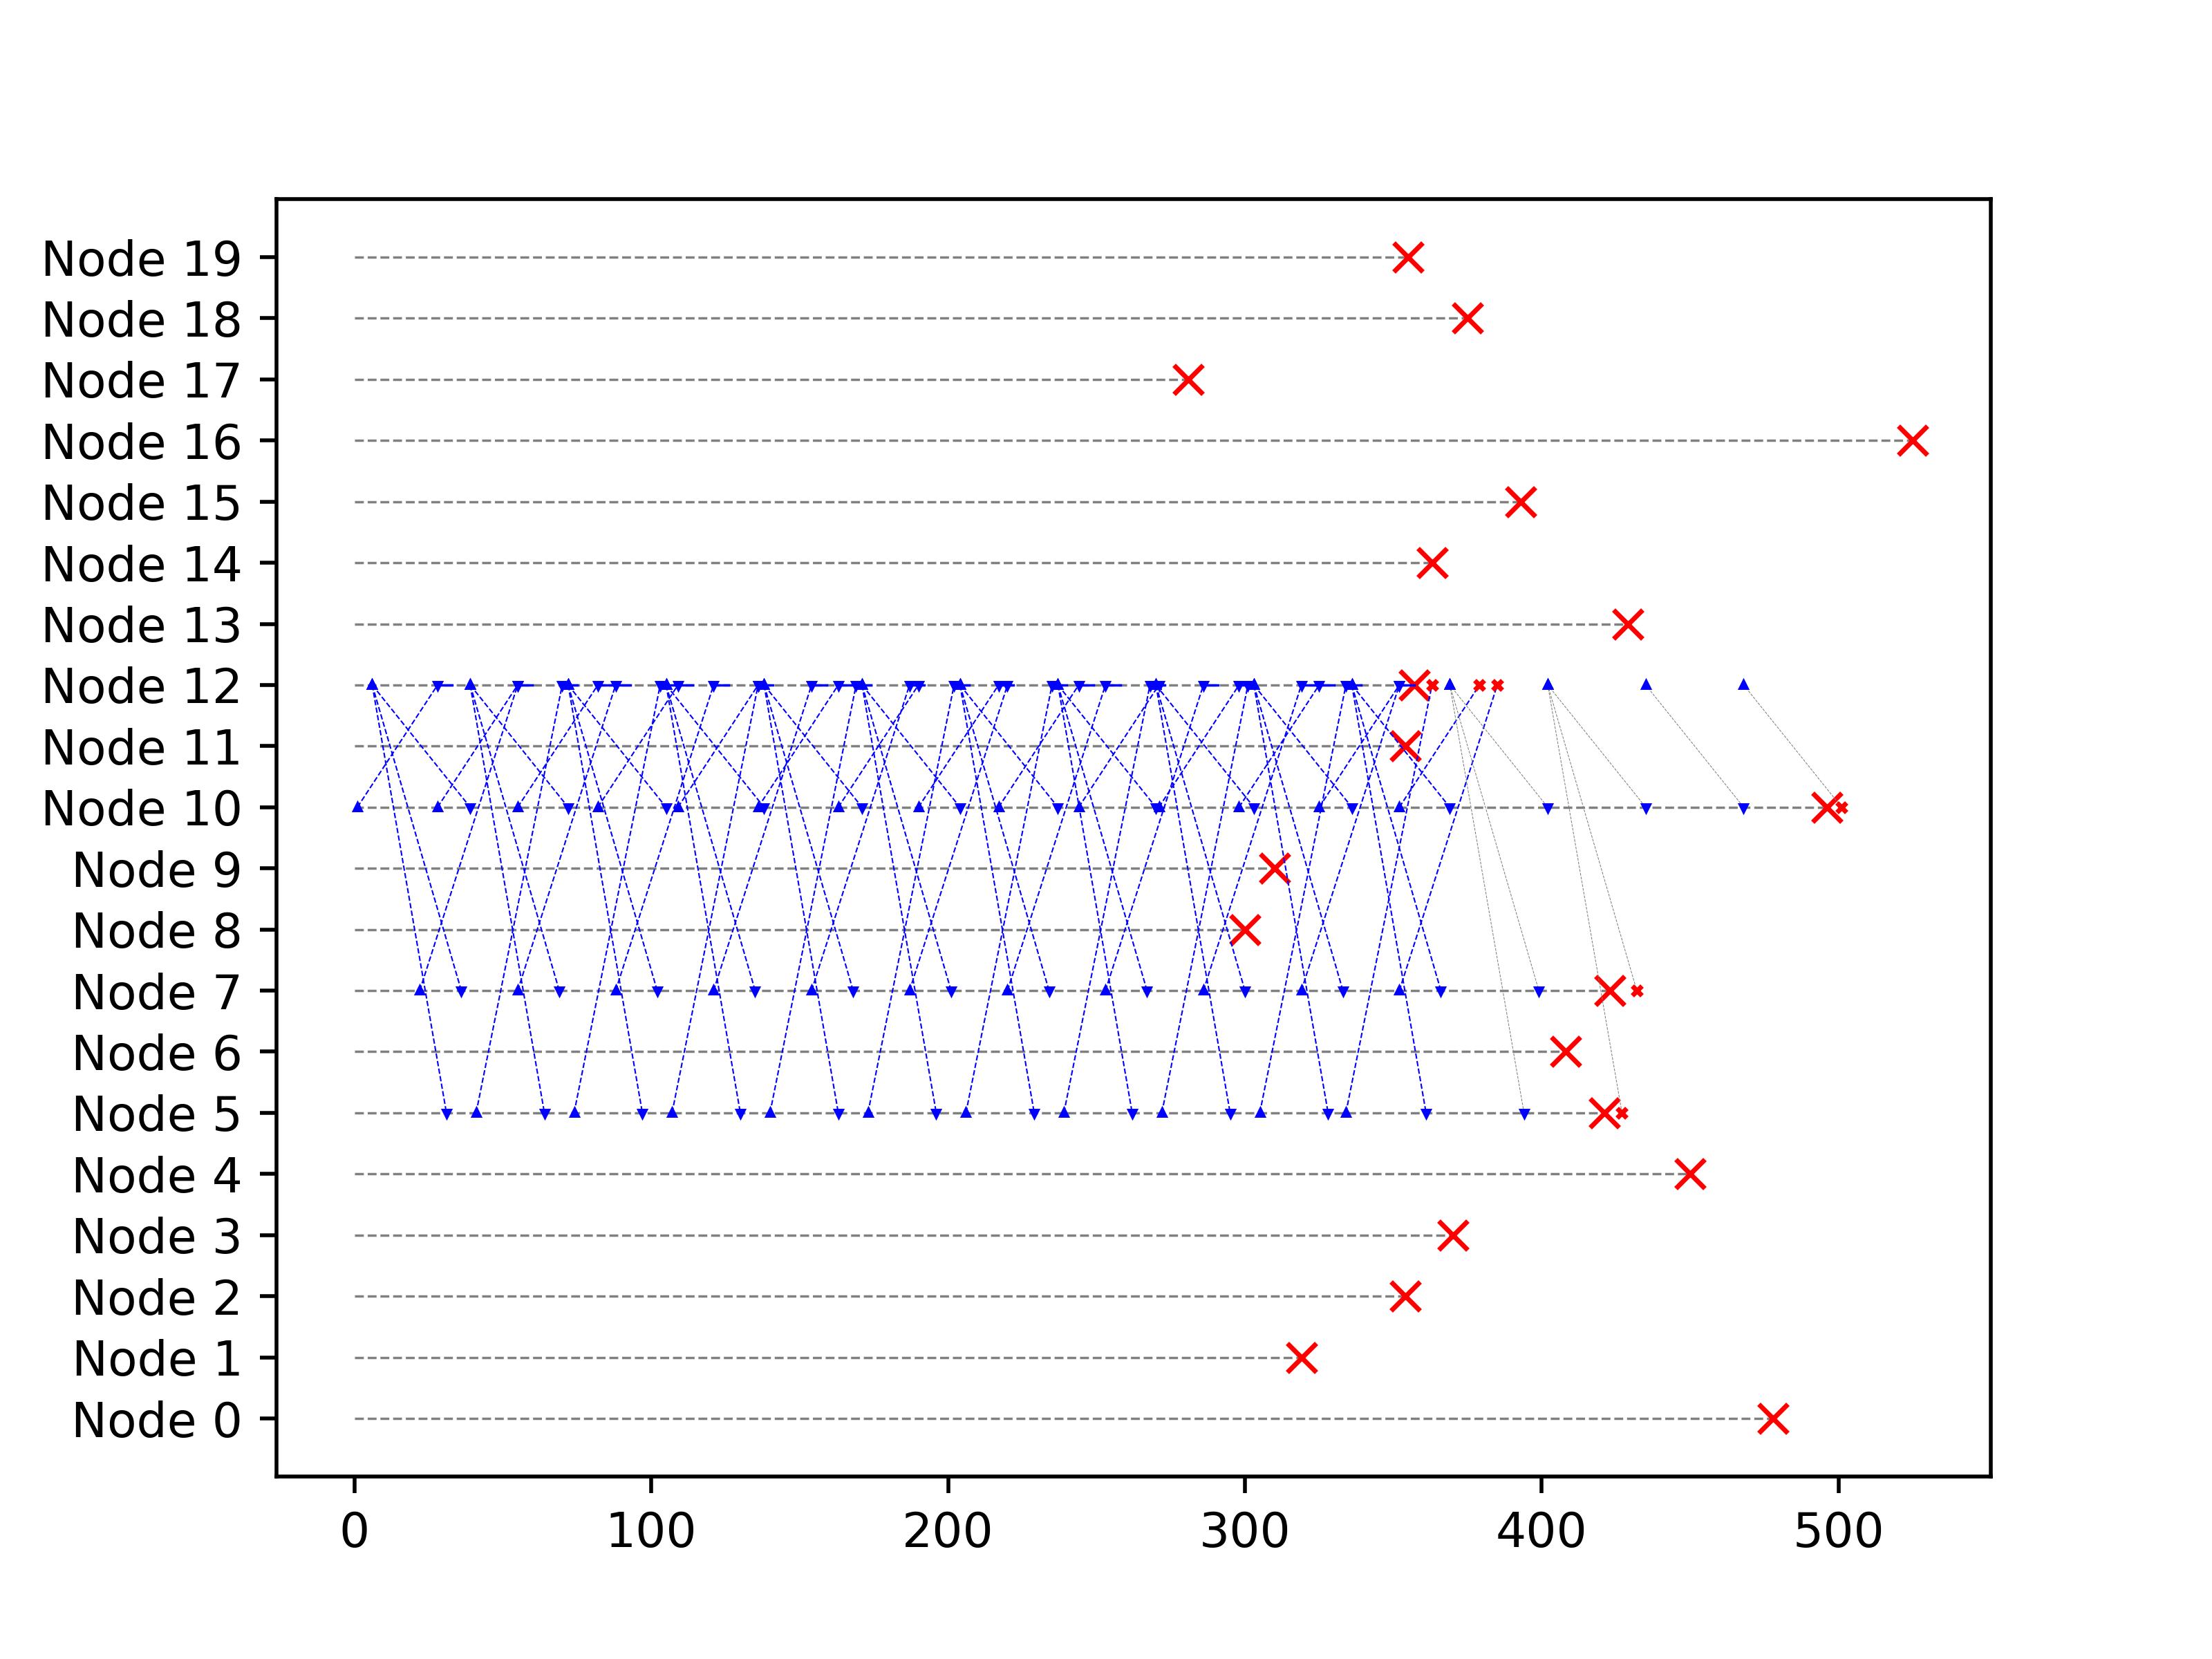 Node 19
Node 18
Node 17
Node 16
Node 15
Node 14
Node 13
Node 12
Node 11
Node 10
Node 9
Node 8
Node 7
Node 6
Node 5
Node 4
Node 3
Node 2
Node 1
Node 0
0 100 200 300 400 500